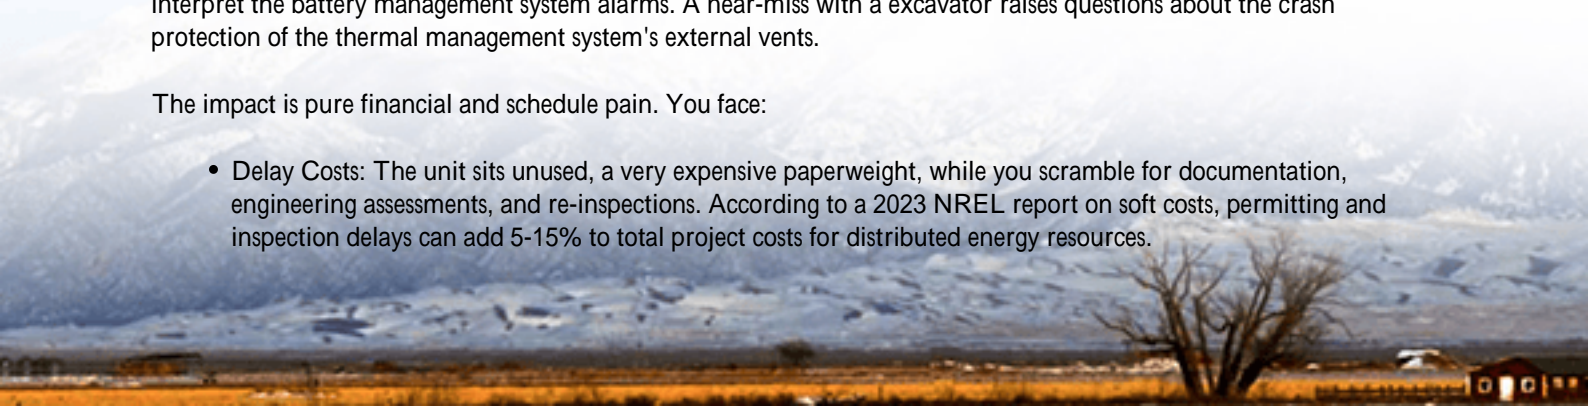 interpret the battery management system alarms. A near-miss with a excavator raises questions about the crash
protection of the thermal management system's external vents.
The impact is pure financial and schedule pain. You face:
• Delay Costs: The unit sits unused, a very expensive paperweight, while you scramble for documentation,
engineering assessments, and re-inspections. According to a 2023 NREL report on soft costs, permitting and
inspection delays can add 5-15% to total project costs for distributed energy resources.